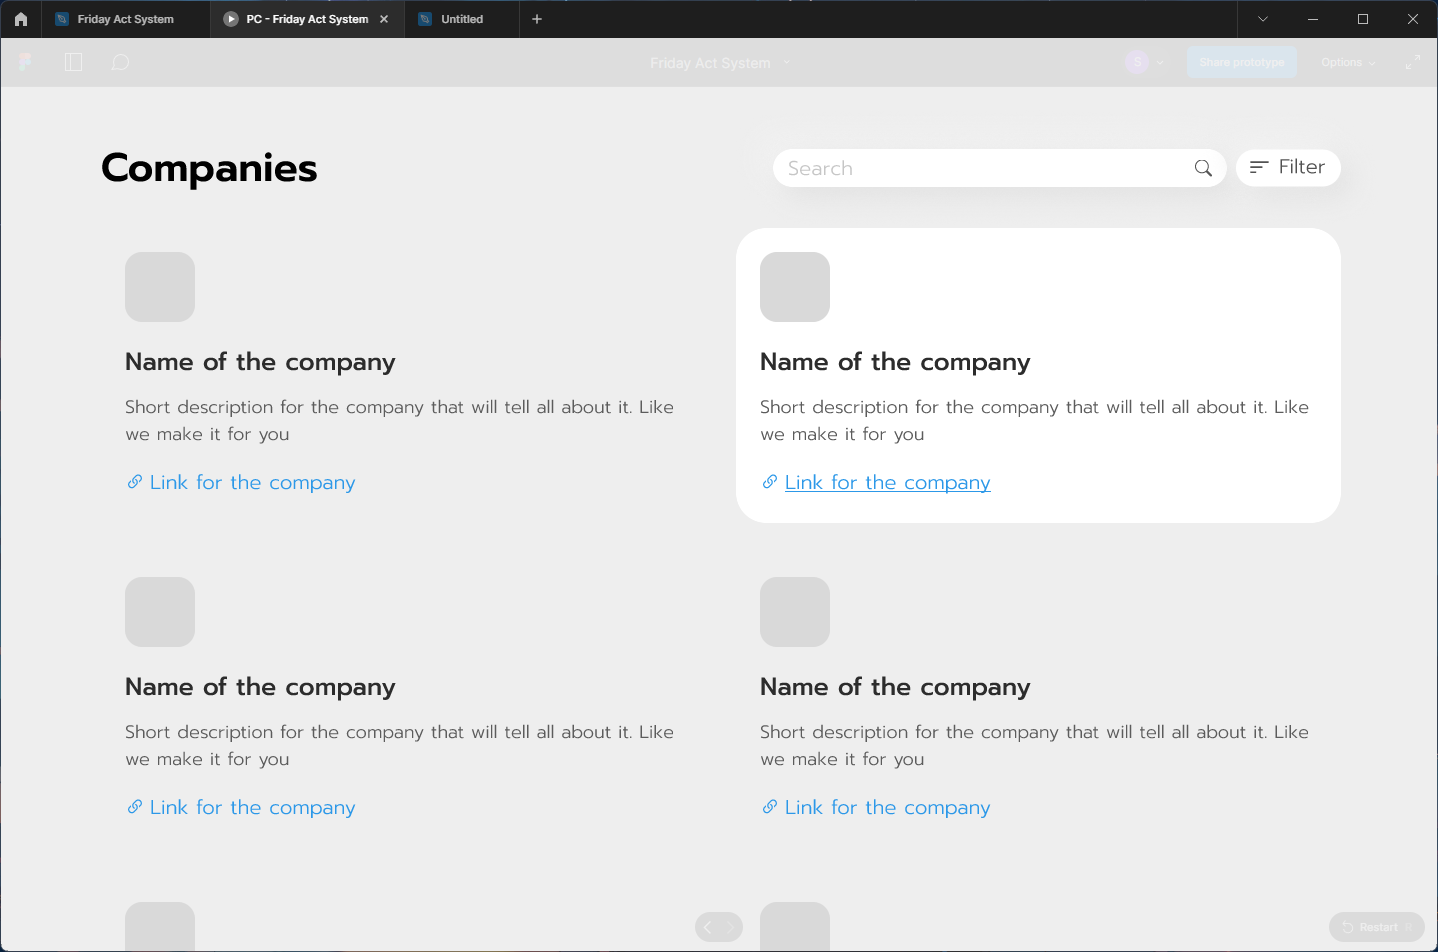 Friday Act System
PC - Friday Act System
Untitled
Friday Act System
S
Share prototype
Options
Companies
Search
Filter
Name of the company
Short description for the company that will tell all about it. Like
we make it for you
Link for the company
Name of the company
Short description for the company that will tell all about it. Like
we make it for you
Link for the company
Name of the company
Short description for the company that will tell all about it. Like
we make it for you
Link for the company
Name of the company
Short description for the company that will tell all about it. Like
we make it for you
Link for the company
Restart